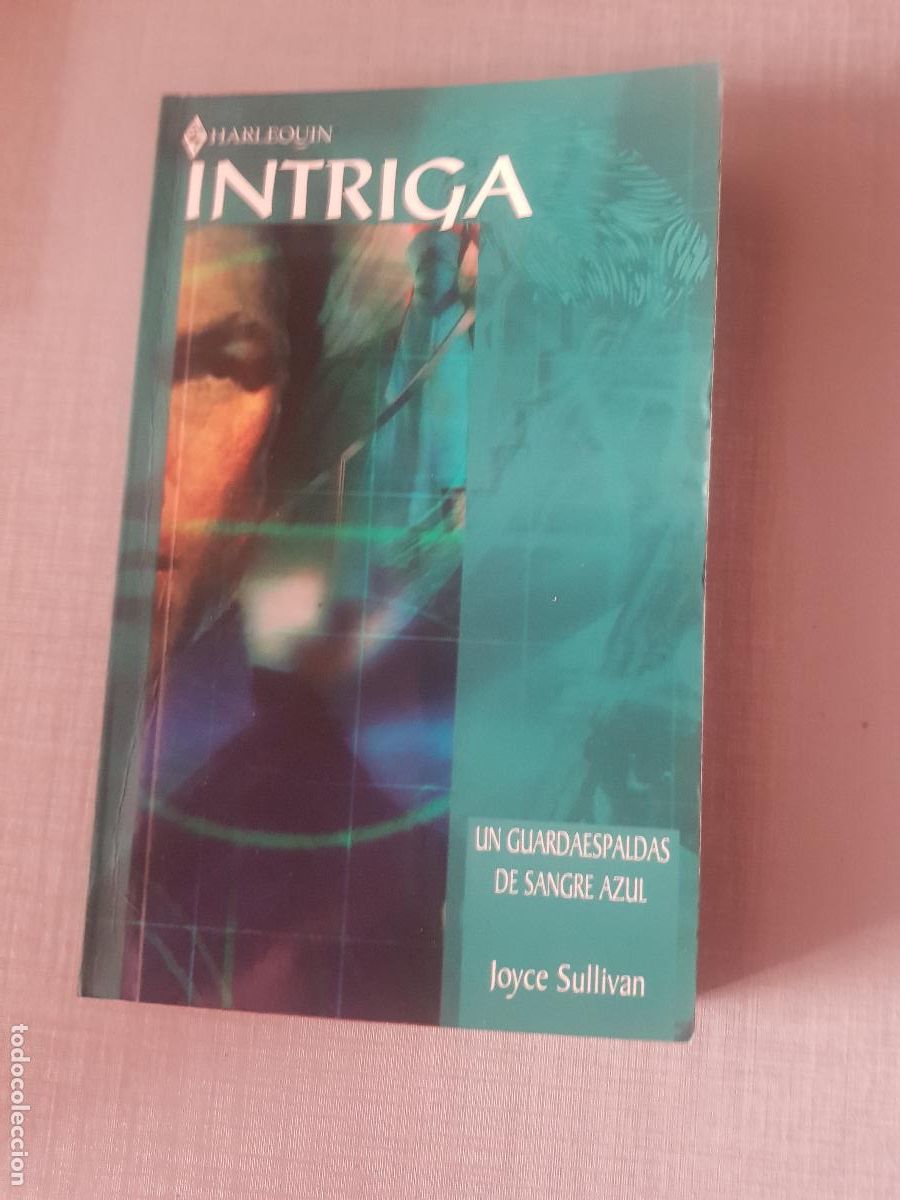 HARLEQUIN
INTRIGA
UN GUARDAESPALDAS
DE SANGRE AZUL
Joyce Sullivan
todocoleccion